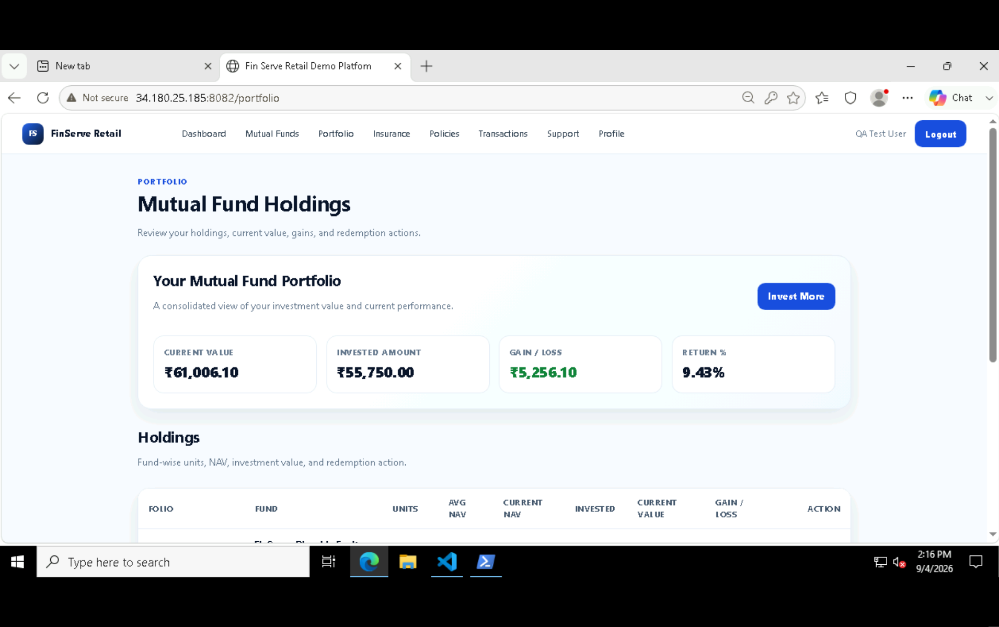 New tab
Fin Serve Retail Demo Platfom
Not secure 34.180.25.185:8082/portfolio
Chat
FS FinServe Retail
Dashboard Mutual Funds Portfolio Insurance Policies Transactions Support Profile
QA Test User Logout
PORTFOLIO
Mutual Fund Holdings
Review your holdings, current value, gains, and redemption actions.
Your Mutual Fund Portfolio
A consolidated view of your investment value and current performance.
Invest More
CURRENT VALUE
₹61,006.10
INVESTED AMOUNT
₹55,750.00
GAIN / LOSS
₹5,256.10
RETURN %
9.43%
Holdings
Fund-wise units, NAV, investment value, and redemption action.
FOLIO FUND UNITS AVG NAV CURRENT NAV INVESTED CURRENT VALUE GAIN / LOSS ACTION
Type here to search
2:16 PM
9/4/2026